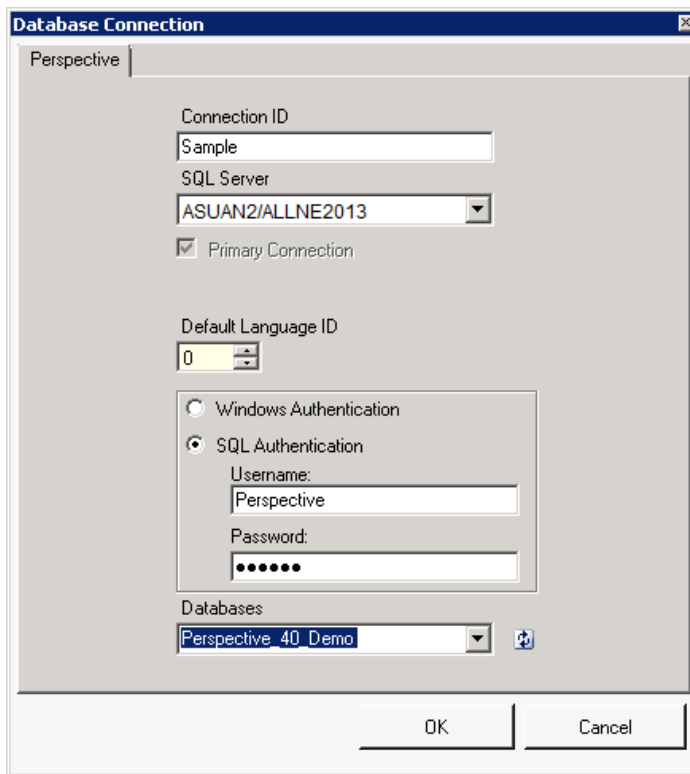 Database Connection
Perspective
Connection ID
Sample
SQL Server
ASUAN2/ALLNE2013
Primary Connection
Default Language ID
0
Windows Authentication
SQL Authentication
Username:
Perspective
Password:
●●●●●●
Databases
Perspective_40_Demo
OK Cancel